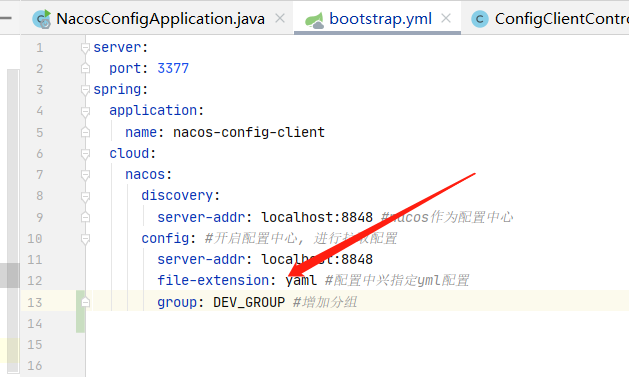 NacosConfigApplication.java
bootstrap.yml
ConfigClientContro
1 server:
2 port: 3377
3 spring:
4 application:
5 name: nacos-config-client
6 cloud:
7 nacos:
8 discovery:
9 server-addr: localhost:8848 #nacos作为配置中心
10 config: #开启配置中心, 进行拉取配置
11 server-addr: localhost:8848
12 file-extension: yaml #配置中兴指定yml配置
13 group: DEV_GROUP #增加分组
14
15
16